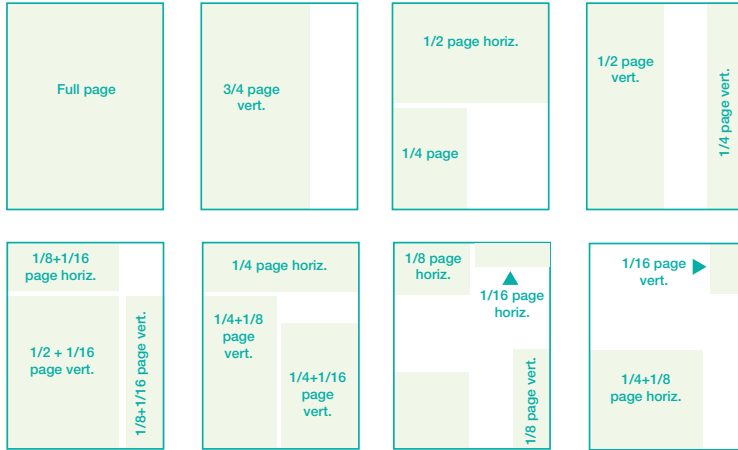 Full page
3/4 page
vert.
1/2 page horiz.
1/4 page
1/2 page
vert.
1/4 page vert.
1/8+1/16
page horiz.
1/2 + 1/16
page vert.
1/8+1/16 page vert.
1/4 page horiz.
1/4+1/8
page
vert.
1/4+1/16
page
vert.
1/8 page
horiz.
1/16 page
horiz.
1/8 page vert.
1/16 page
vert.
1/4+1/8
page horiz.